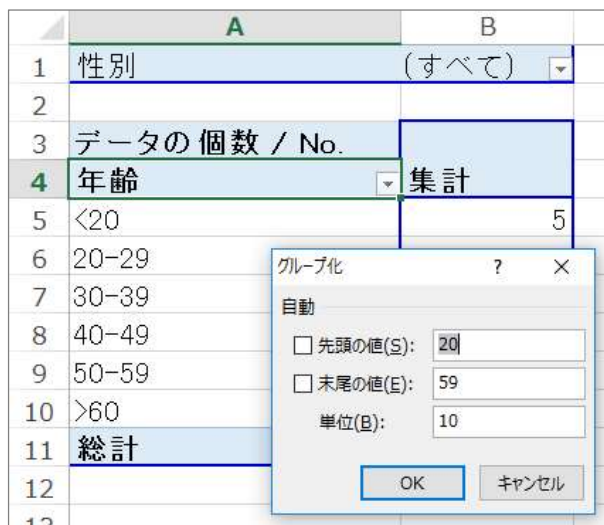 A B
1 性別 (すべて)
2
3 データの個数 / No.
4 年齢 集計
5 <20 5
6 20-29
7 30-39
8 40-49
9 50-59
10 >60
11 総計
12
グループ化 ? ×
自動
先頭の値(S): 20
末尾の値(E): 59
単位(B): 10
OK キャンセル